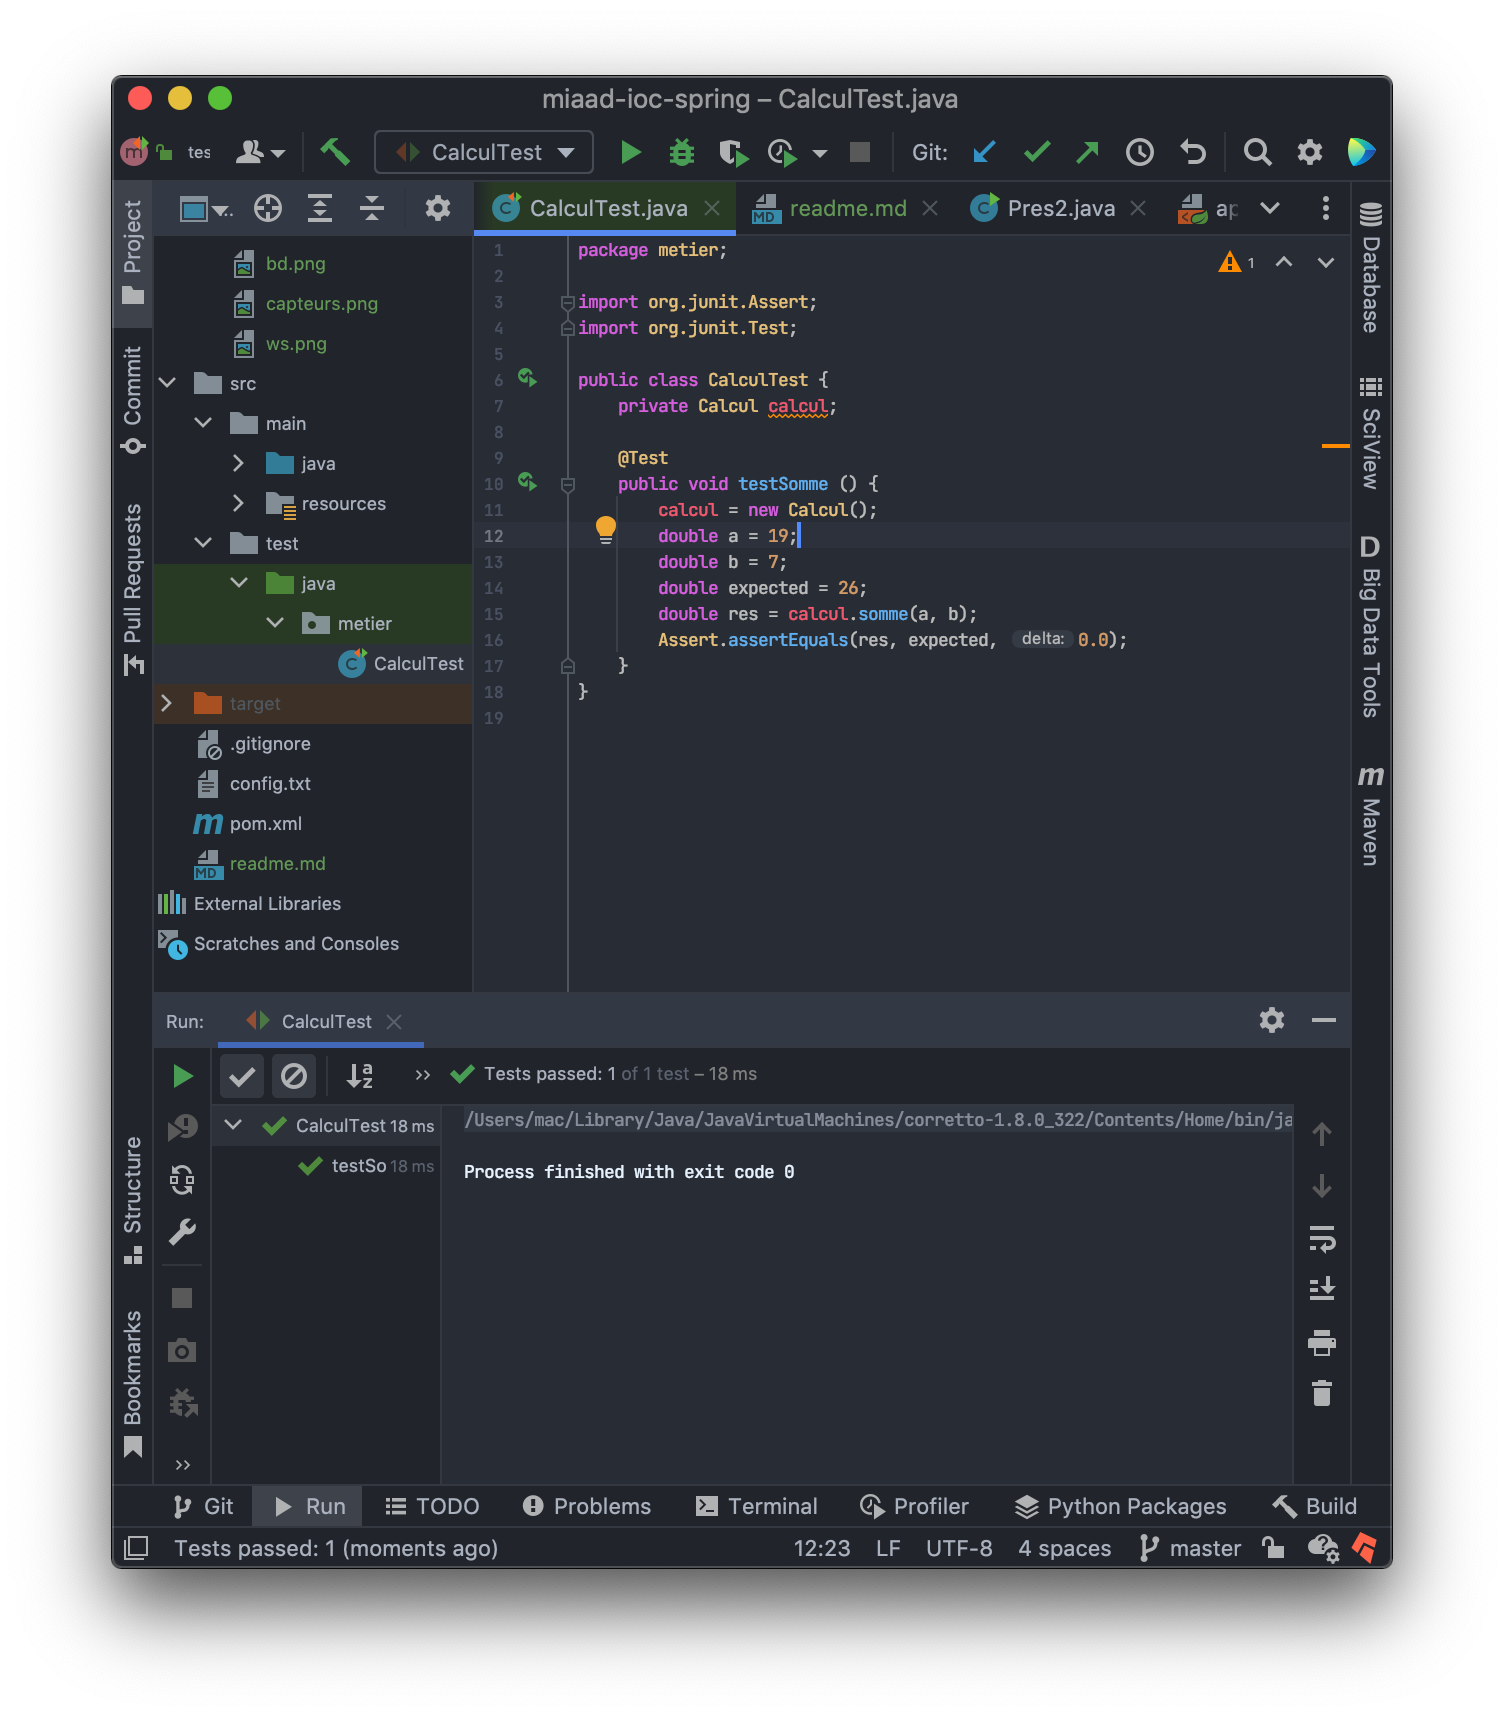 miaad-ioc-spring – CalculTest.java
tes
CalculTest
Git:
Project
Commit
Pull Requests
Structure
Bookmarks
bd.png
capteurs.png
ws.png
src
main
java
resources
test
java
metier
CalculTest
target
.gitignore
config.txt
pom.xml
readme.md
External Libraries
Scratches and Consoles
CalculTest.java
readme.md
Pres2.java
ap
1
1 package metier;
2
3 import org.junit.Assert;
4 import org.junit.Test;
5
6 public class CalculTest {
7 private Calcul calcul;
8
9 @Test
10 public void testSomme () {
11 calcul = new Calcul();
12 double a = 19;
13 double b = 7;
14 double expected = 26;
15 double res = calcul.somme(a, b);
16 Assert.assertEquals(res, expected, delta: 0.0);
17 }
18 }
19
Database
SciView
D Big Data Tools
m Maven
Run: CalculTest
Tests passed: 1 of 1 test – 18 ms
CalculTest 18 ms
testSo 18 ms
/Users/mac/Library/Java/JavaVirtualMachines/corretto-1.8.0_322/Contents/Home/bin/ja
Process finished with exit code 0
Git Run TODO Problems Terminal Profiler Python Packages Build
Tests passed: 1 (moments ago) 12:23 LF UTF-8 4 spaces master